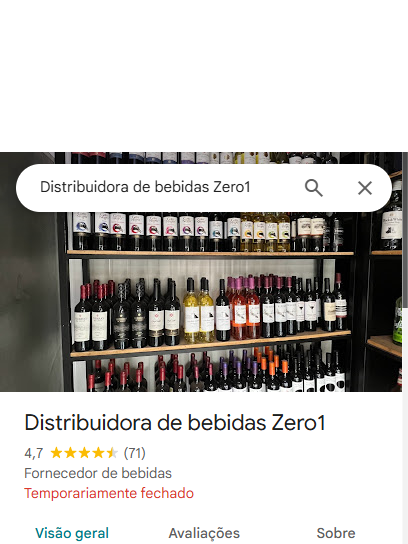 Distribuidora de bebidas Zero1
Distribuidora de bebidas Zero1
4,7 (71)
Fornecedor de bebidas
Temporariamente fechado
Visão geral Avaliações Sobre